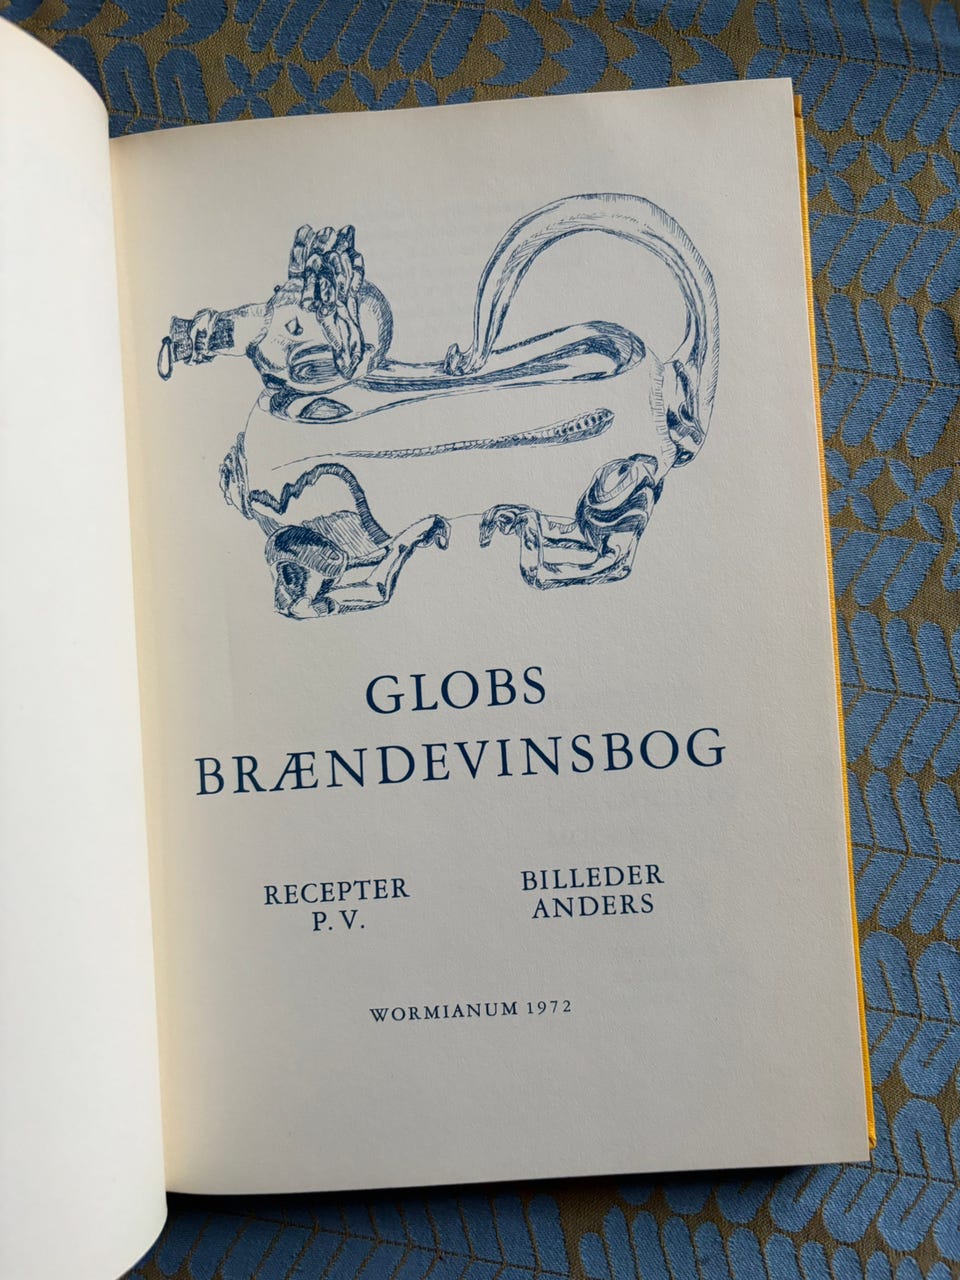 GLOBS
BRÆNDEVINSBOG
RECEPTER
P. V.
BILLEDER
ANDERS
WORMIANUM 1972